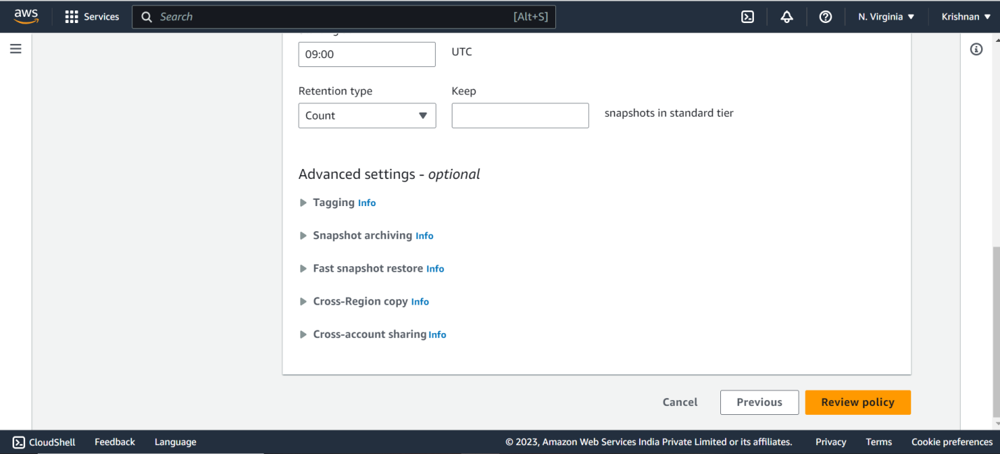 aws Services Search [Alt+S] N. Virginia Krishnan
09:00 UTC
Retention type Keep
Count snapshots in standard tier
Advanced settings - optional
Tagging Info
Snapshot archiving Info
Fast snapshot restore Info
Cross-Region copy Info
Cross-account sharing Info
Cancel Previous Review policy
CloudShell Feedback Language © 2023, Amazon Web Services India Private Limited or its affiliates. Privacy Terms Cookie preferences